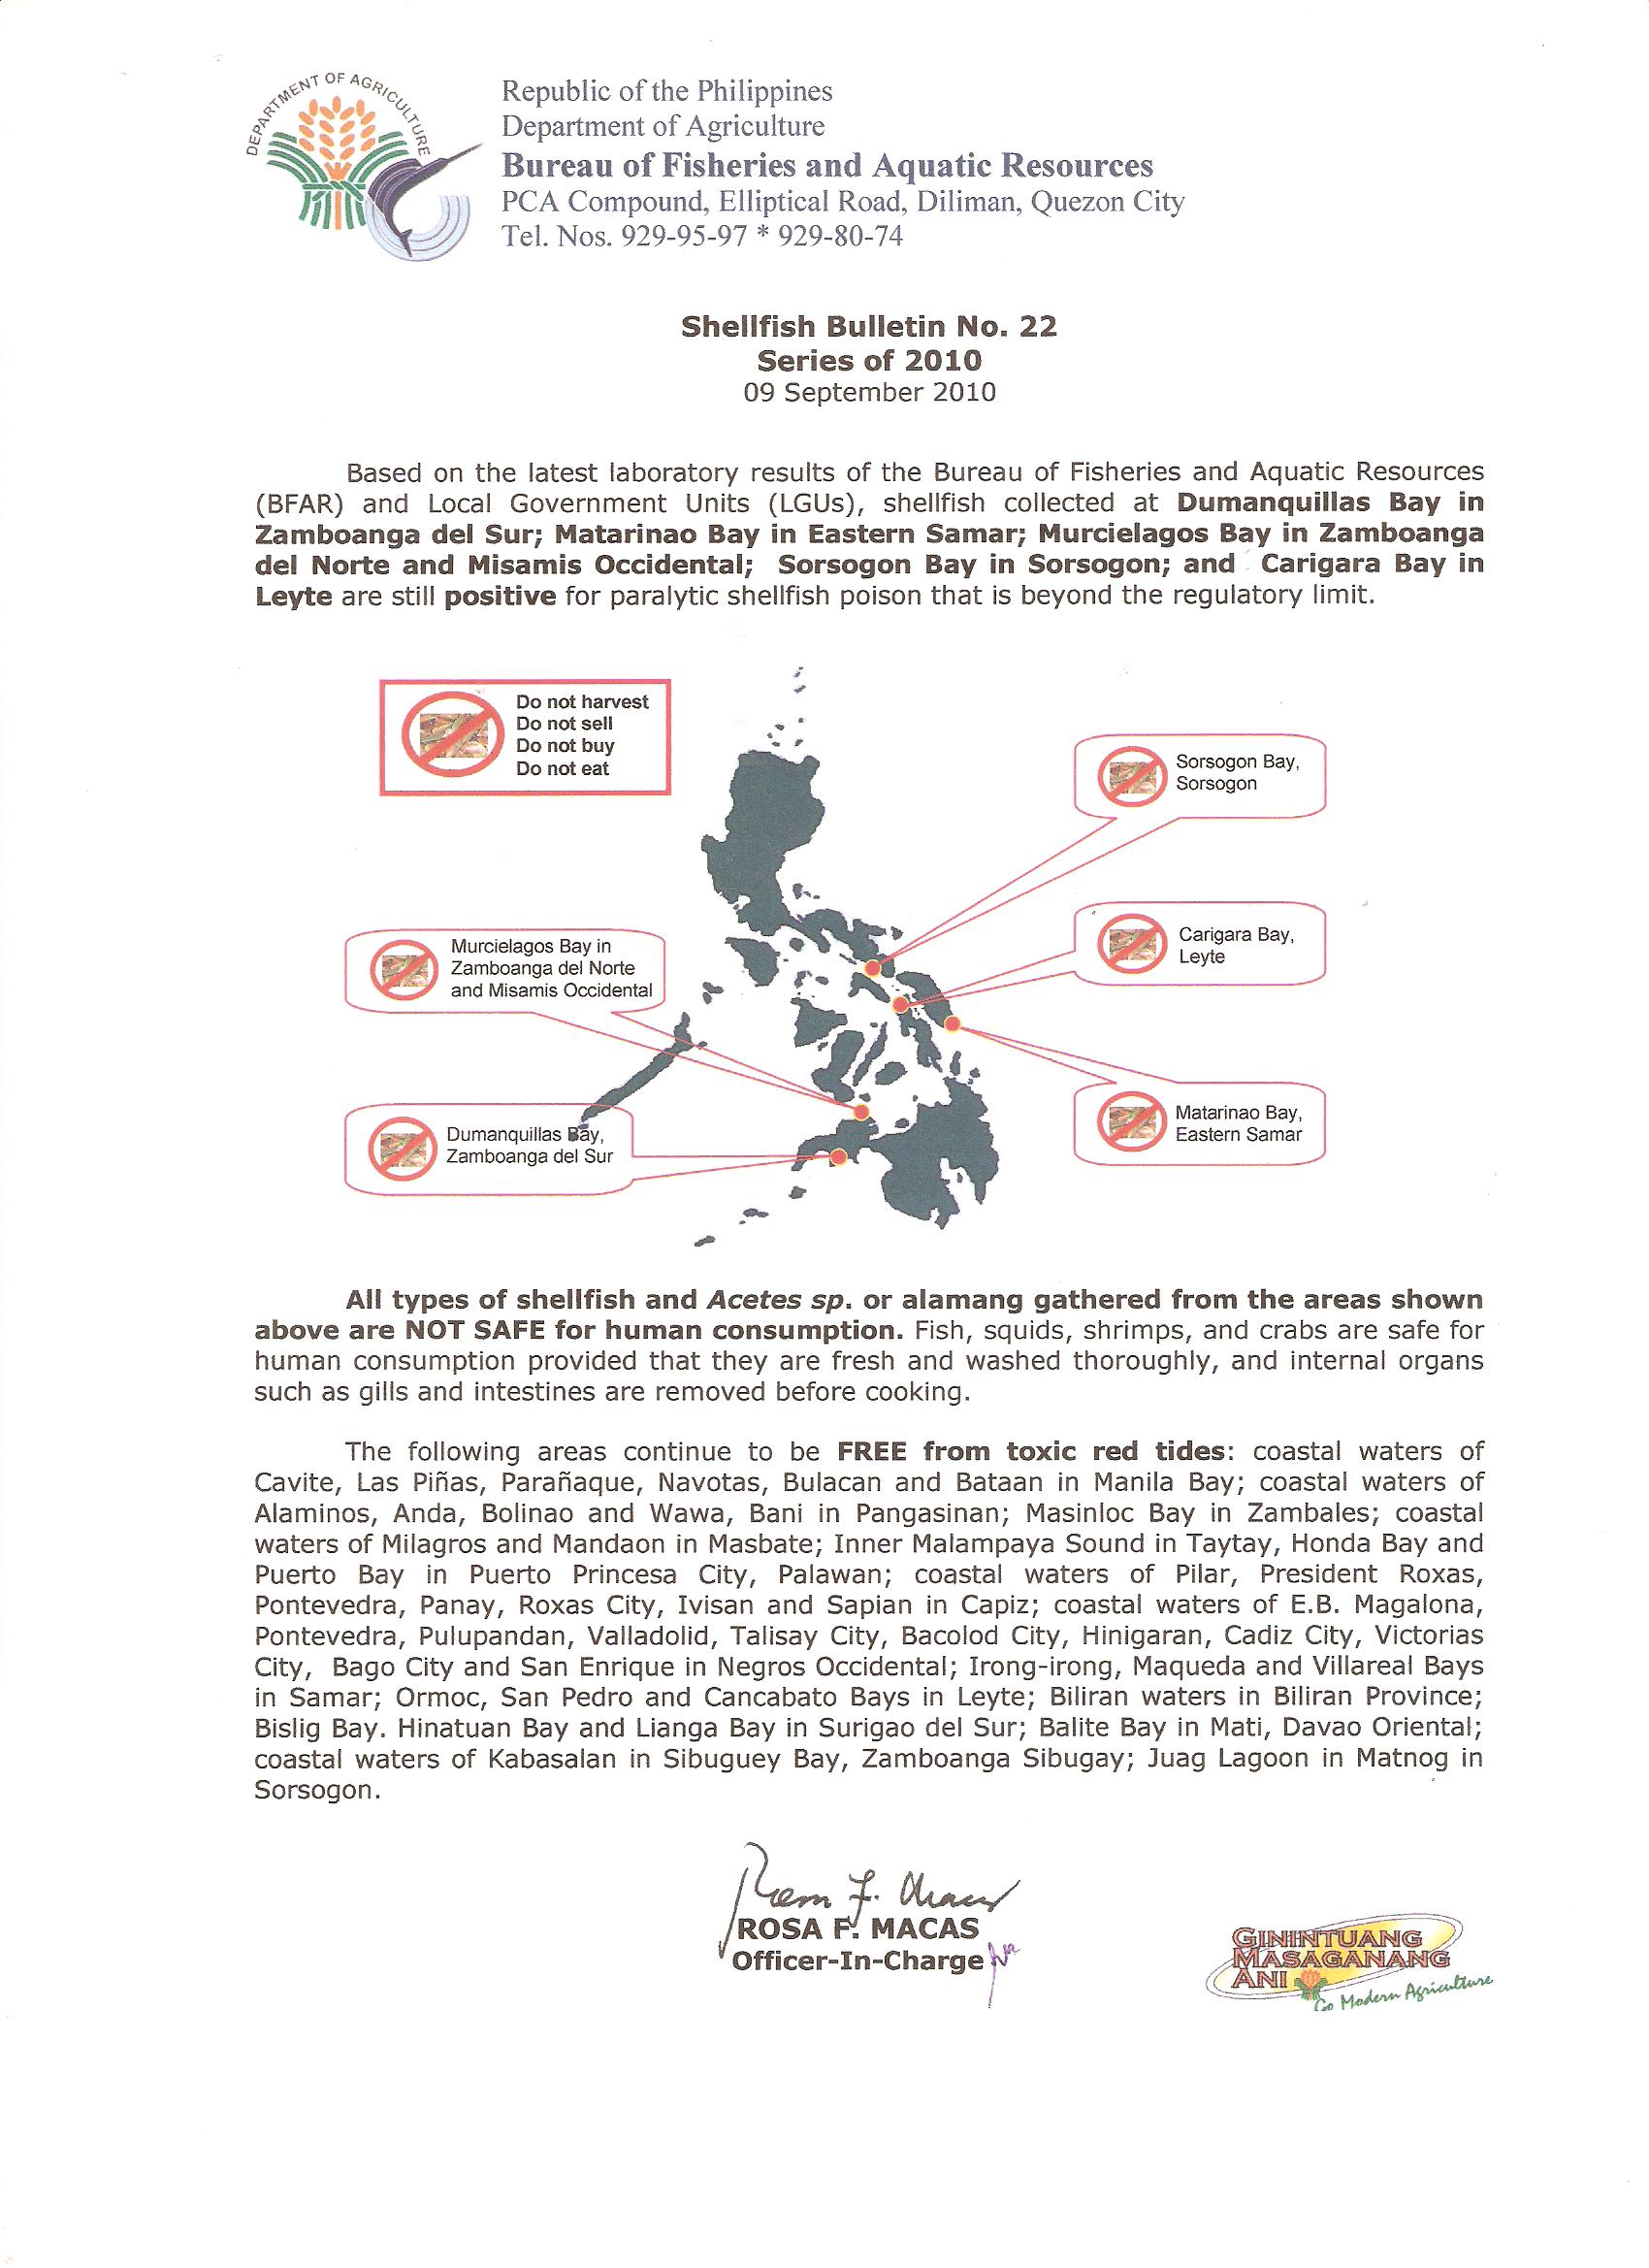 DEPARTMENT OF AGRICULTURE
Republic of the Philippines
Department of Agriculture
Bureau of Fisheries and Aquatic Resources
PCA Compound, Elliptical Road, Diliman, Quezon City
Tel. Nos. 929-95-97 * 929-80-74
Shellfish Bulletin No. 22
Series of 2010
09 September 2010
Based on the latest laboratory results of the Bureau of Fisheries and Aquatic Resources
(BFAR) and Local Government Units (LGUs), shellfish collected at Dumanquillas Bay in
Zamboanga del Sur; Matarinao Bay in Eastern Samar; Murcielagos Bay in Zamboanga
del Norte and Misamis Occidental; Sorsogon Bay in Sorsogon; and Carigara Bay in
Leyte are still positive for paralytic shellfish poison that is beyond the regulatory limit.
Do not harvest
Do not sell
Do not buy
Do not eat
Sorsogon Bay,
Sorsogon
Murcielagos Bay in
Zamboanga del Norte
and Misamis Occidental
Carigara Bay,
Leyte
Dumanquillas Bay,
Zamboanga del Sur
Matarinao Bay,
Eastern Samar
All types of shellfish and Acetes sp. or alamang gathered from the areas shown
above are NOT SAFE for human consumption. Fish, squids, shrimps, and crabs are safe for
human consumption provided that they are fresh and washed thoroughly, and internal organs
such as gills and intestines are removed before cooking.
The following areas continue to be FREE from toxic red tides: coastal waters of
Cavite, Las Piñas, Parañaque, Navotas, Bulacan and Bataan in Manila Bay; coastal waters of
Alaminos, Anda, Bolinao and Wawa, Bani in Pangasinan; Masinloc Bay in Zambales; coastal
waters of Milagros and Mandaon in Masbate; Inner Malampaya Sound in Taytay, Honda Bay and
Puerto Bay in Puerto Princesa City, Palawan; coastal waters of Pilar, President Roxas,
Pontevedra, Panay, Roxas City, Ivisan and Sapian in Capiz; coastal waters of E.B. Magalona,
Pontevedra, Pulupandan, Valladolid, Talisay City, Bacolod City, Hinigaran, Cadiz City, Victorias
City, Bago City and San Enrique in Negros Occidental; Irong-irong, Maqueda and Villareal Bays
in Samar; Ormoc, San Pedro and Cancabato Bays in Leyte; Biliran waters in Biliran Province;
Bislig Bay. Hinatuan Bay and Lianga Bay in Surigao del Sur; Balite Bay in Mati, Davao Oriental;
coastal waters of Kabasalan in Sibuguey Bay, Zamboanga Sibugay; Juag Lagoon in Matnog in
Sorsogon.
ROSA F. MACAS
Officer-In-Charge
GININTUANG
MASAGANANG
ANI
Go Modern Agriculture